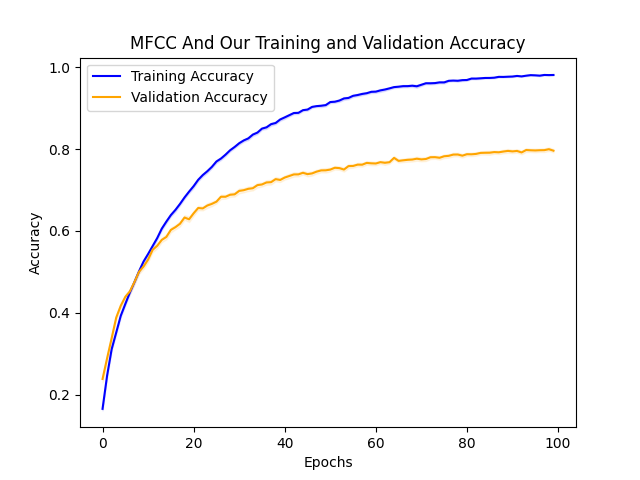 MFCC And Our Training and Validation Accuracy
Training Accuracy
Validation Accuracy
1.0
0.8
0.6
0.4
0.2
Accuracy
0 20 40 60 80 100
Epochs